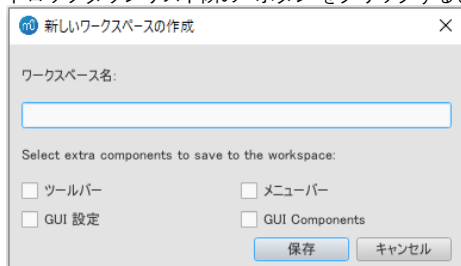 新しいワークスペースの作成
ワークスペース名:
Select extra components to save to the workspace:
ツールバー
メニューバー
GUI 設定
GUI Components
保存
キャンセル